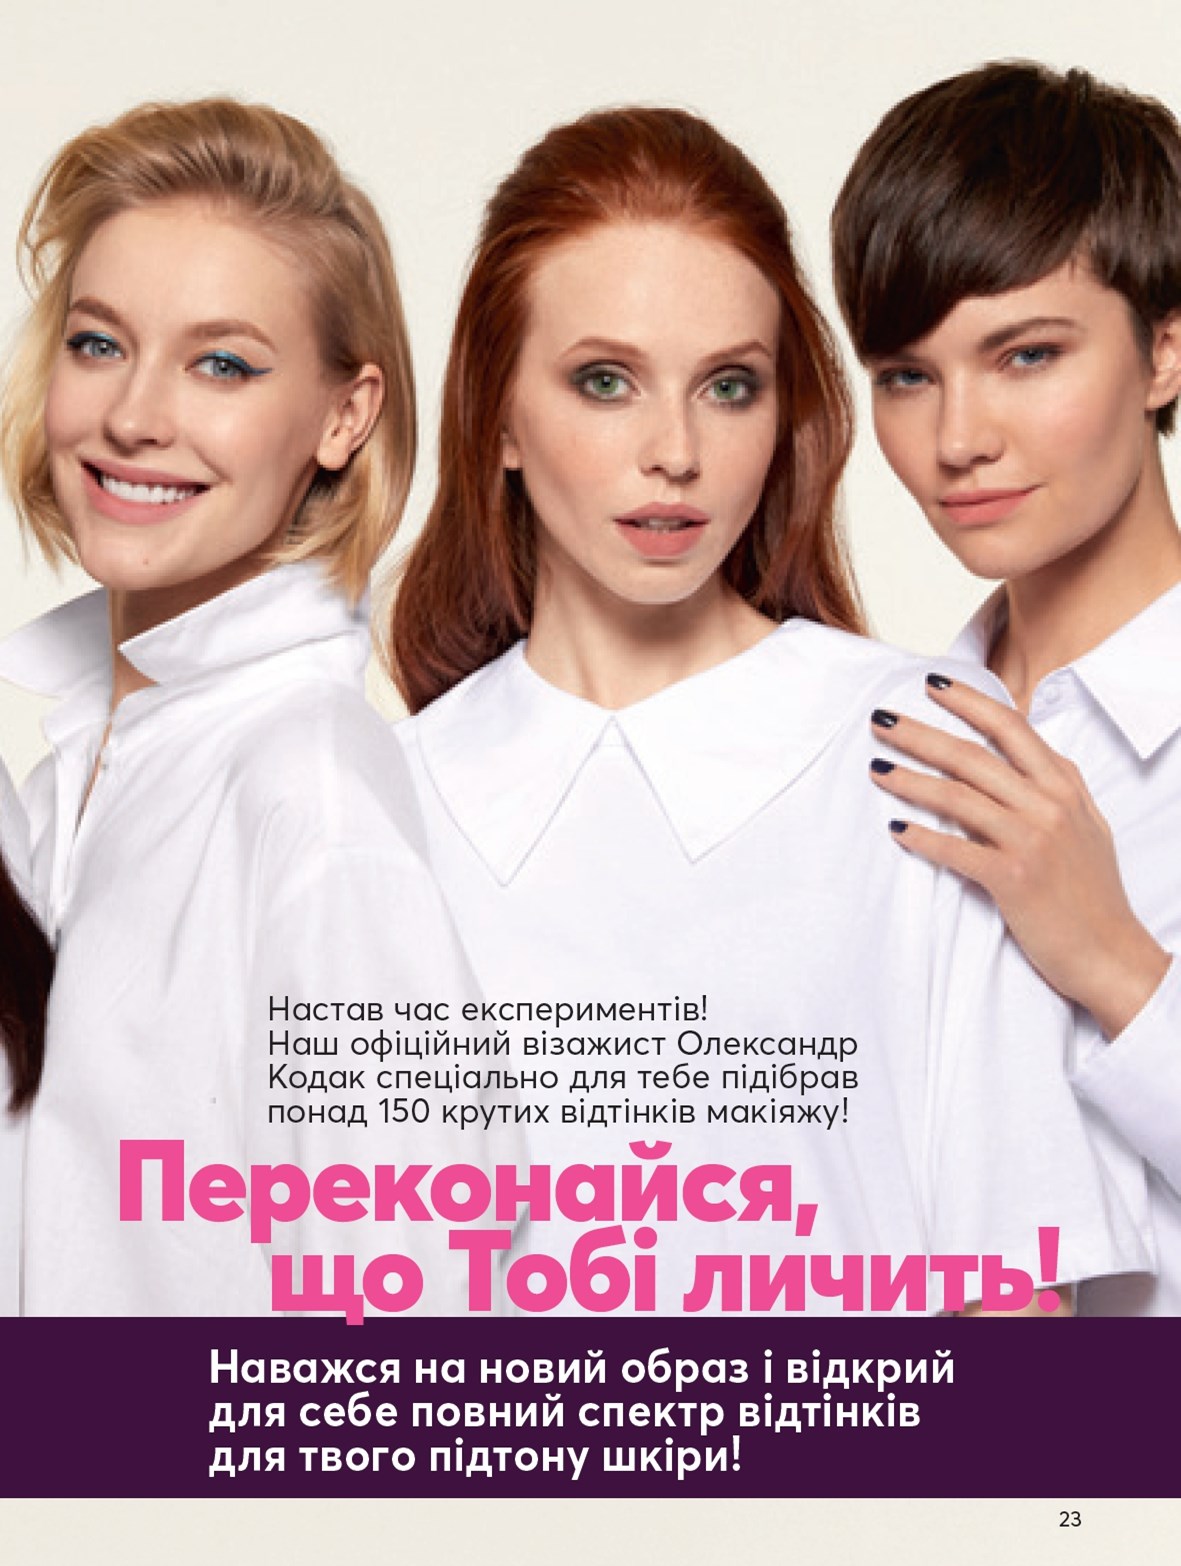 Настав час експериментів!
Наш офіційний візажист Олександр
Кодак спеціально для тебе підібрав
понад 150 крутих відтінків макіяжу!
Переконайся,
що Тобі личить!
Наважся на новий образ і відкрий
для себе повний спектр відтінків
для твого підтону шкіри!
23